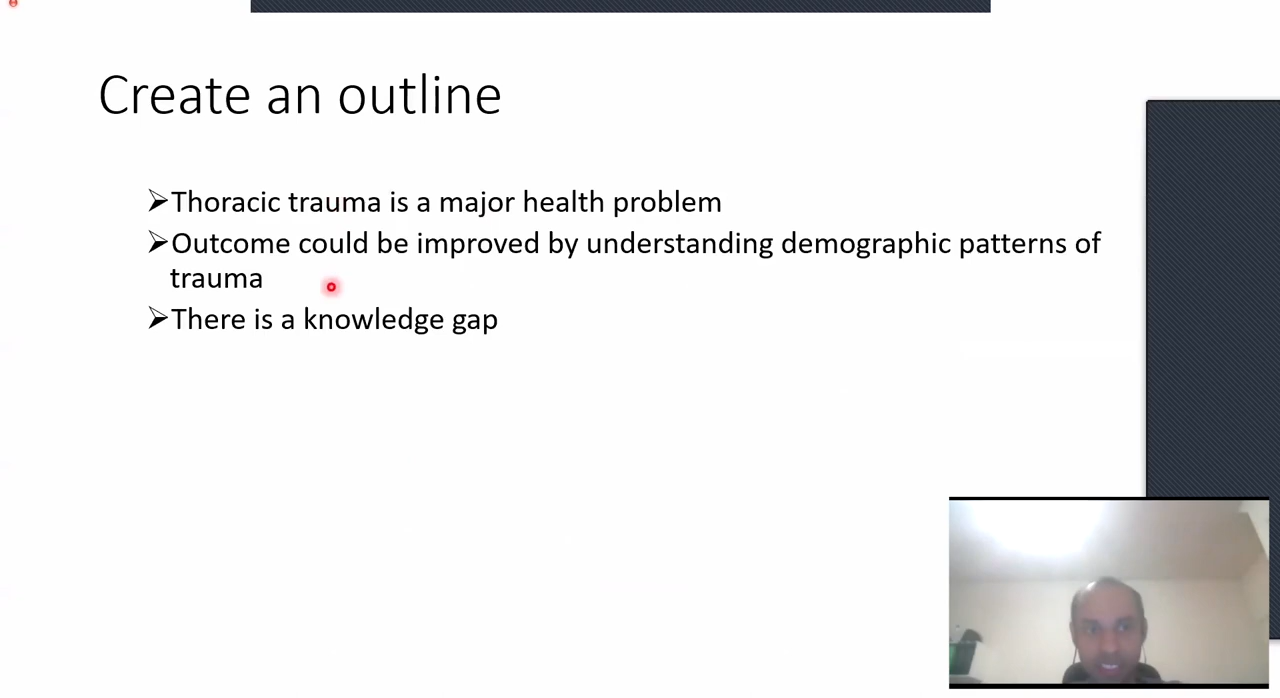 Create an outline
➢Thoracic trauma is a major health problem
➢Outcome could be improved by understanding demographic patterns of
trauma
➢There is a knowledge gap